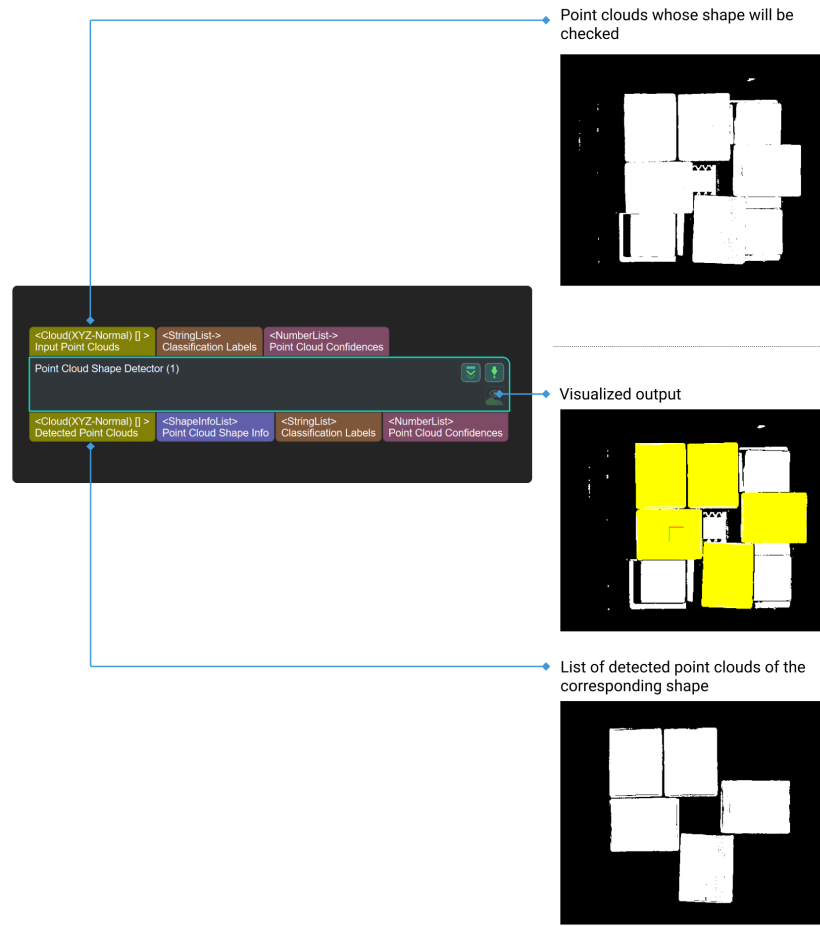 Point clouds whose shape will be
checked
<Cloud(XYZ-Normal) [] >
Input Point Clouds
<StringList->
Classification Labels
<NumberList->
Point Cloud Confidences
Point Cloud Shape Detector (1)
<Cloud(XYZ-Normal) [] >
Detected Point Clouds
<ShapeInfoList>
Point Cloud Shape Info
<StringList>
Classification Labels
<NumberList>
Point Cloud Confidences
Visualized output
List of detected point clouds of the
corresponding shape